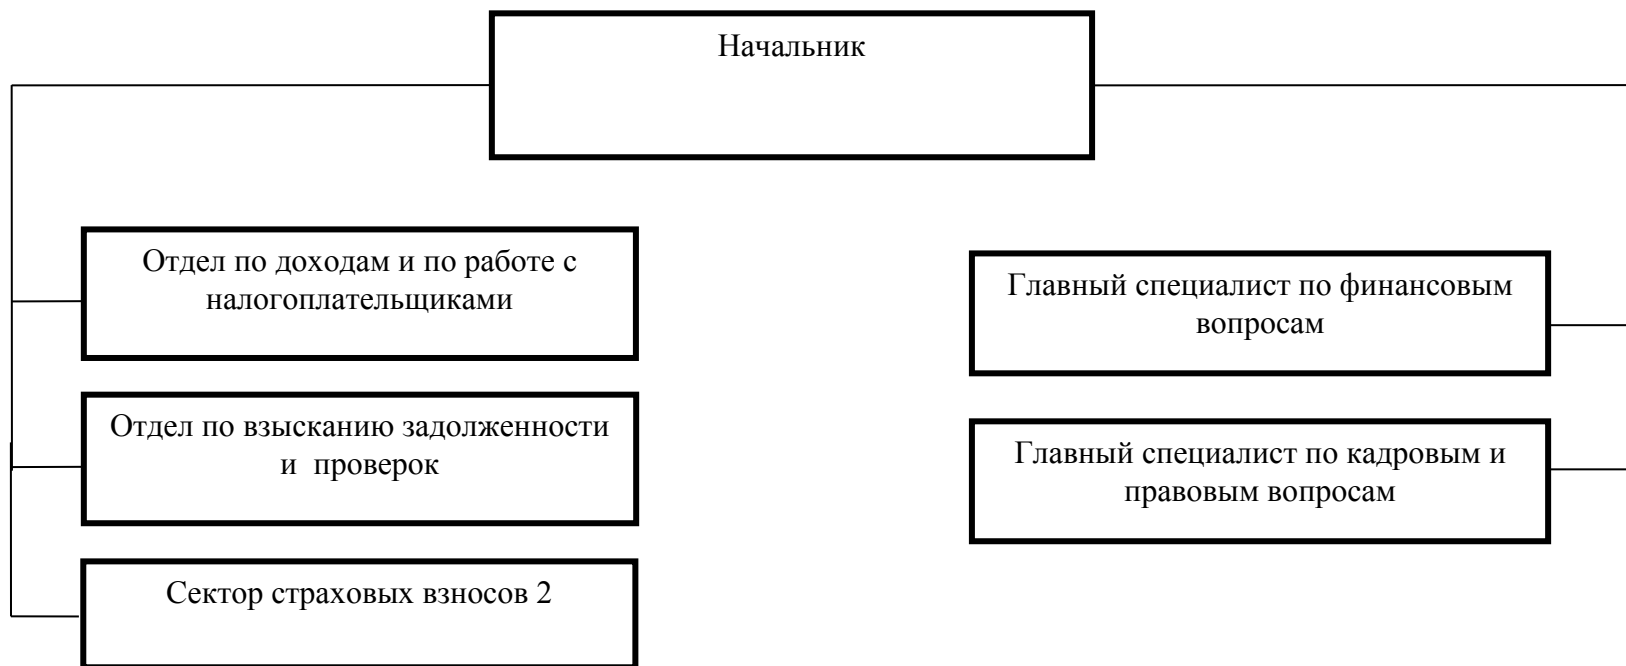 Начальник
Отдел по доходам и по работе с
налогоплательщиками
Отдел по взысканию задолженности
и  проверок
Сектор страховых взносов 2
Главный специалист по финансовым
вопросам
Главный специалист по кадровым и
правовым вопросам